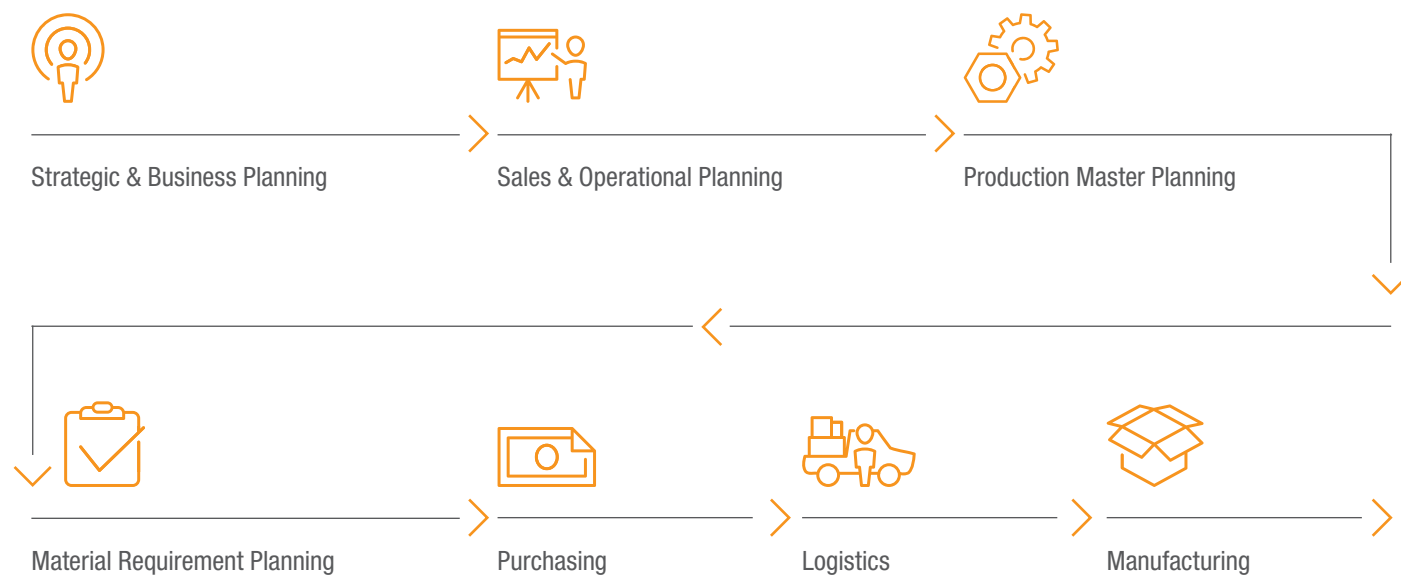 Strategic & Business Planning
Sales & Operational Planning
Production Master Planning
Material Requirement Planning
Purchasing
Logistics
Manufacturing